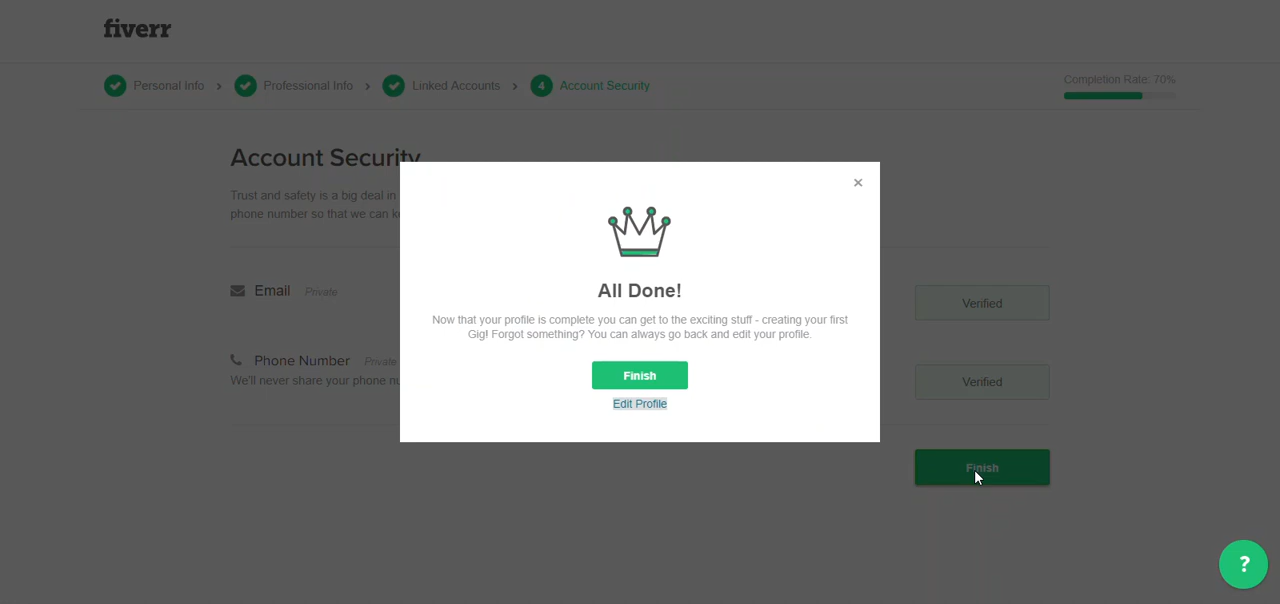 fiverr
Personal Info > Professional Info > Linked Accounts > 4 Account Security
Completion Rate: 70%
Account Security
Trust and safety is a big deal in
phone number so that we can
×
All Done!
Now that your profile is complete you can get to the exciting stuff - creating your first
Gig! Forgot something? You can always go back and edit your profile.
Finish
Edit Profile
Email Private
Verified
Phone Number Private
We'll never share your phone
Verified
Finish
?